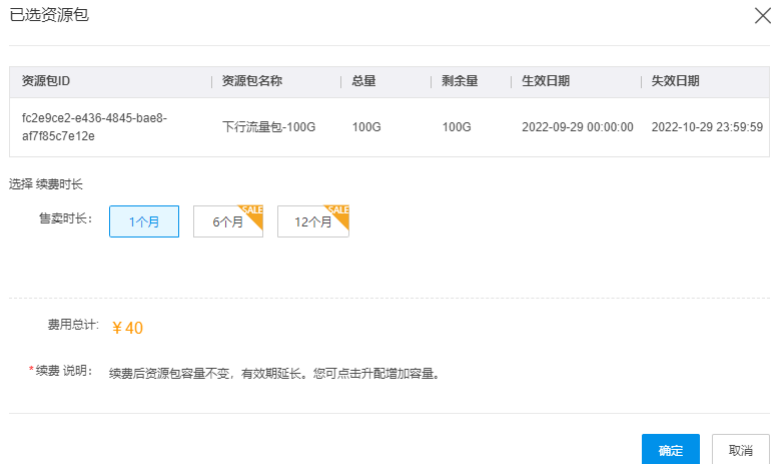 已选资源包
资源包ID 资源包名称 总量 剩余量 生效日期 失效日期
fc2e9ce2-e436-4845-bae8-
af7f85c7e12e 下行流量包-100G 100G 100G 2022-09-29 00:00:00 2022-10-29 23:59:59
选择 续费时长
售卖时长: 1个月 6个月 SALE 12个月 SALE
费用总计: ¥40
*续费 说明: 续费后资源包容量不变，有效期延长。您可点击升配增加容量。
确定 取消